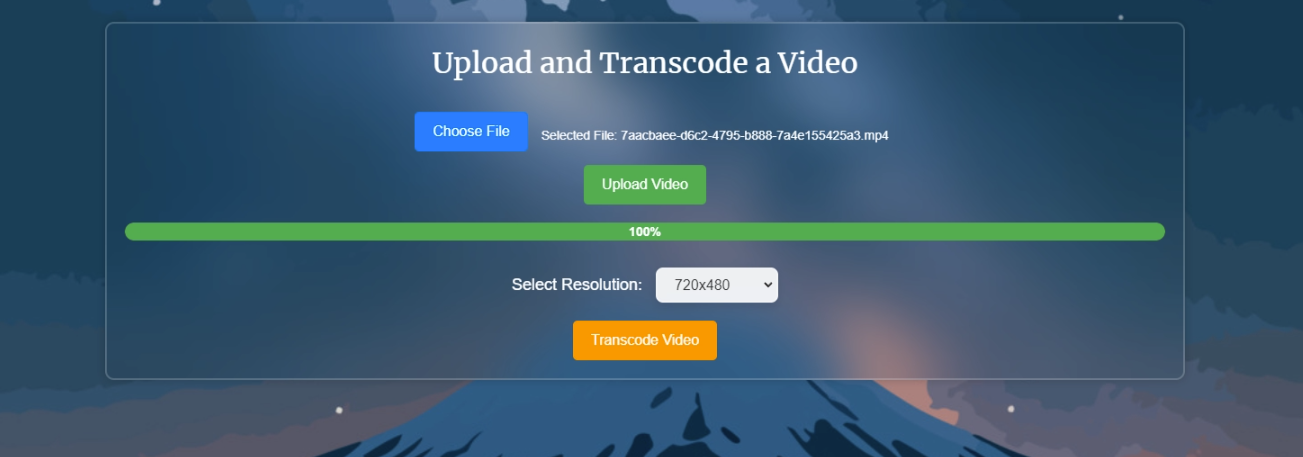 Upload and Transcode a Video
Choose File Selected File: 7aacbaee-d6c2-4795-b888-7a4e155425a3.mp4
Upload Video
100%
Select Resolution: 720x480
Transcode Video